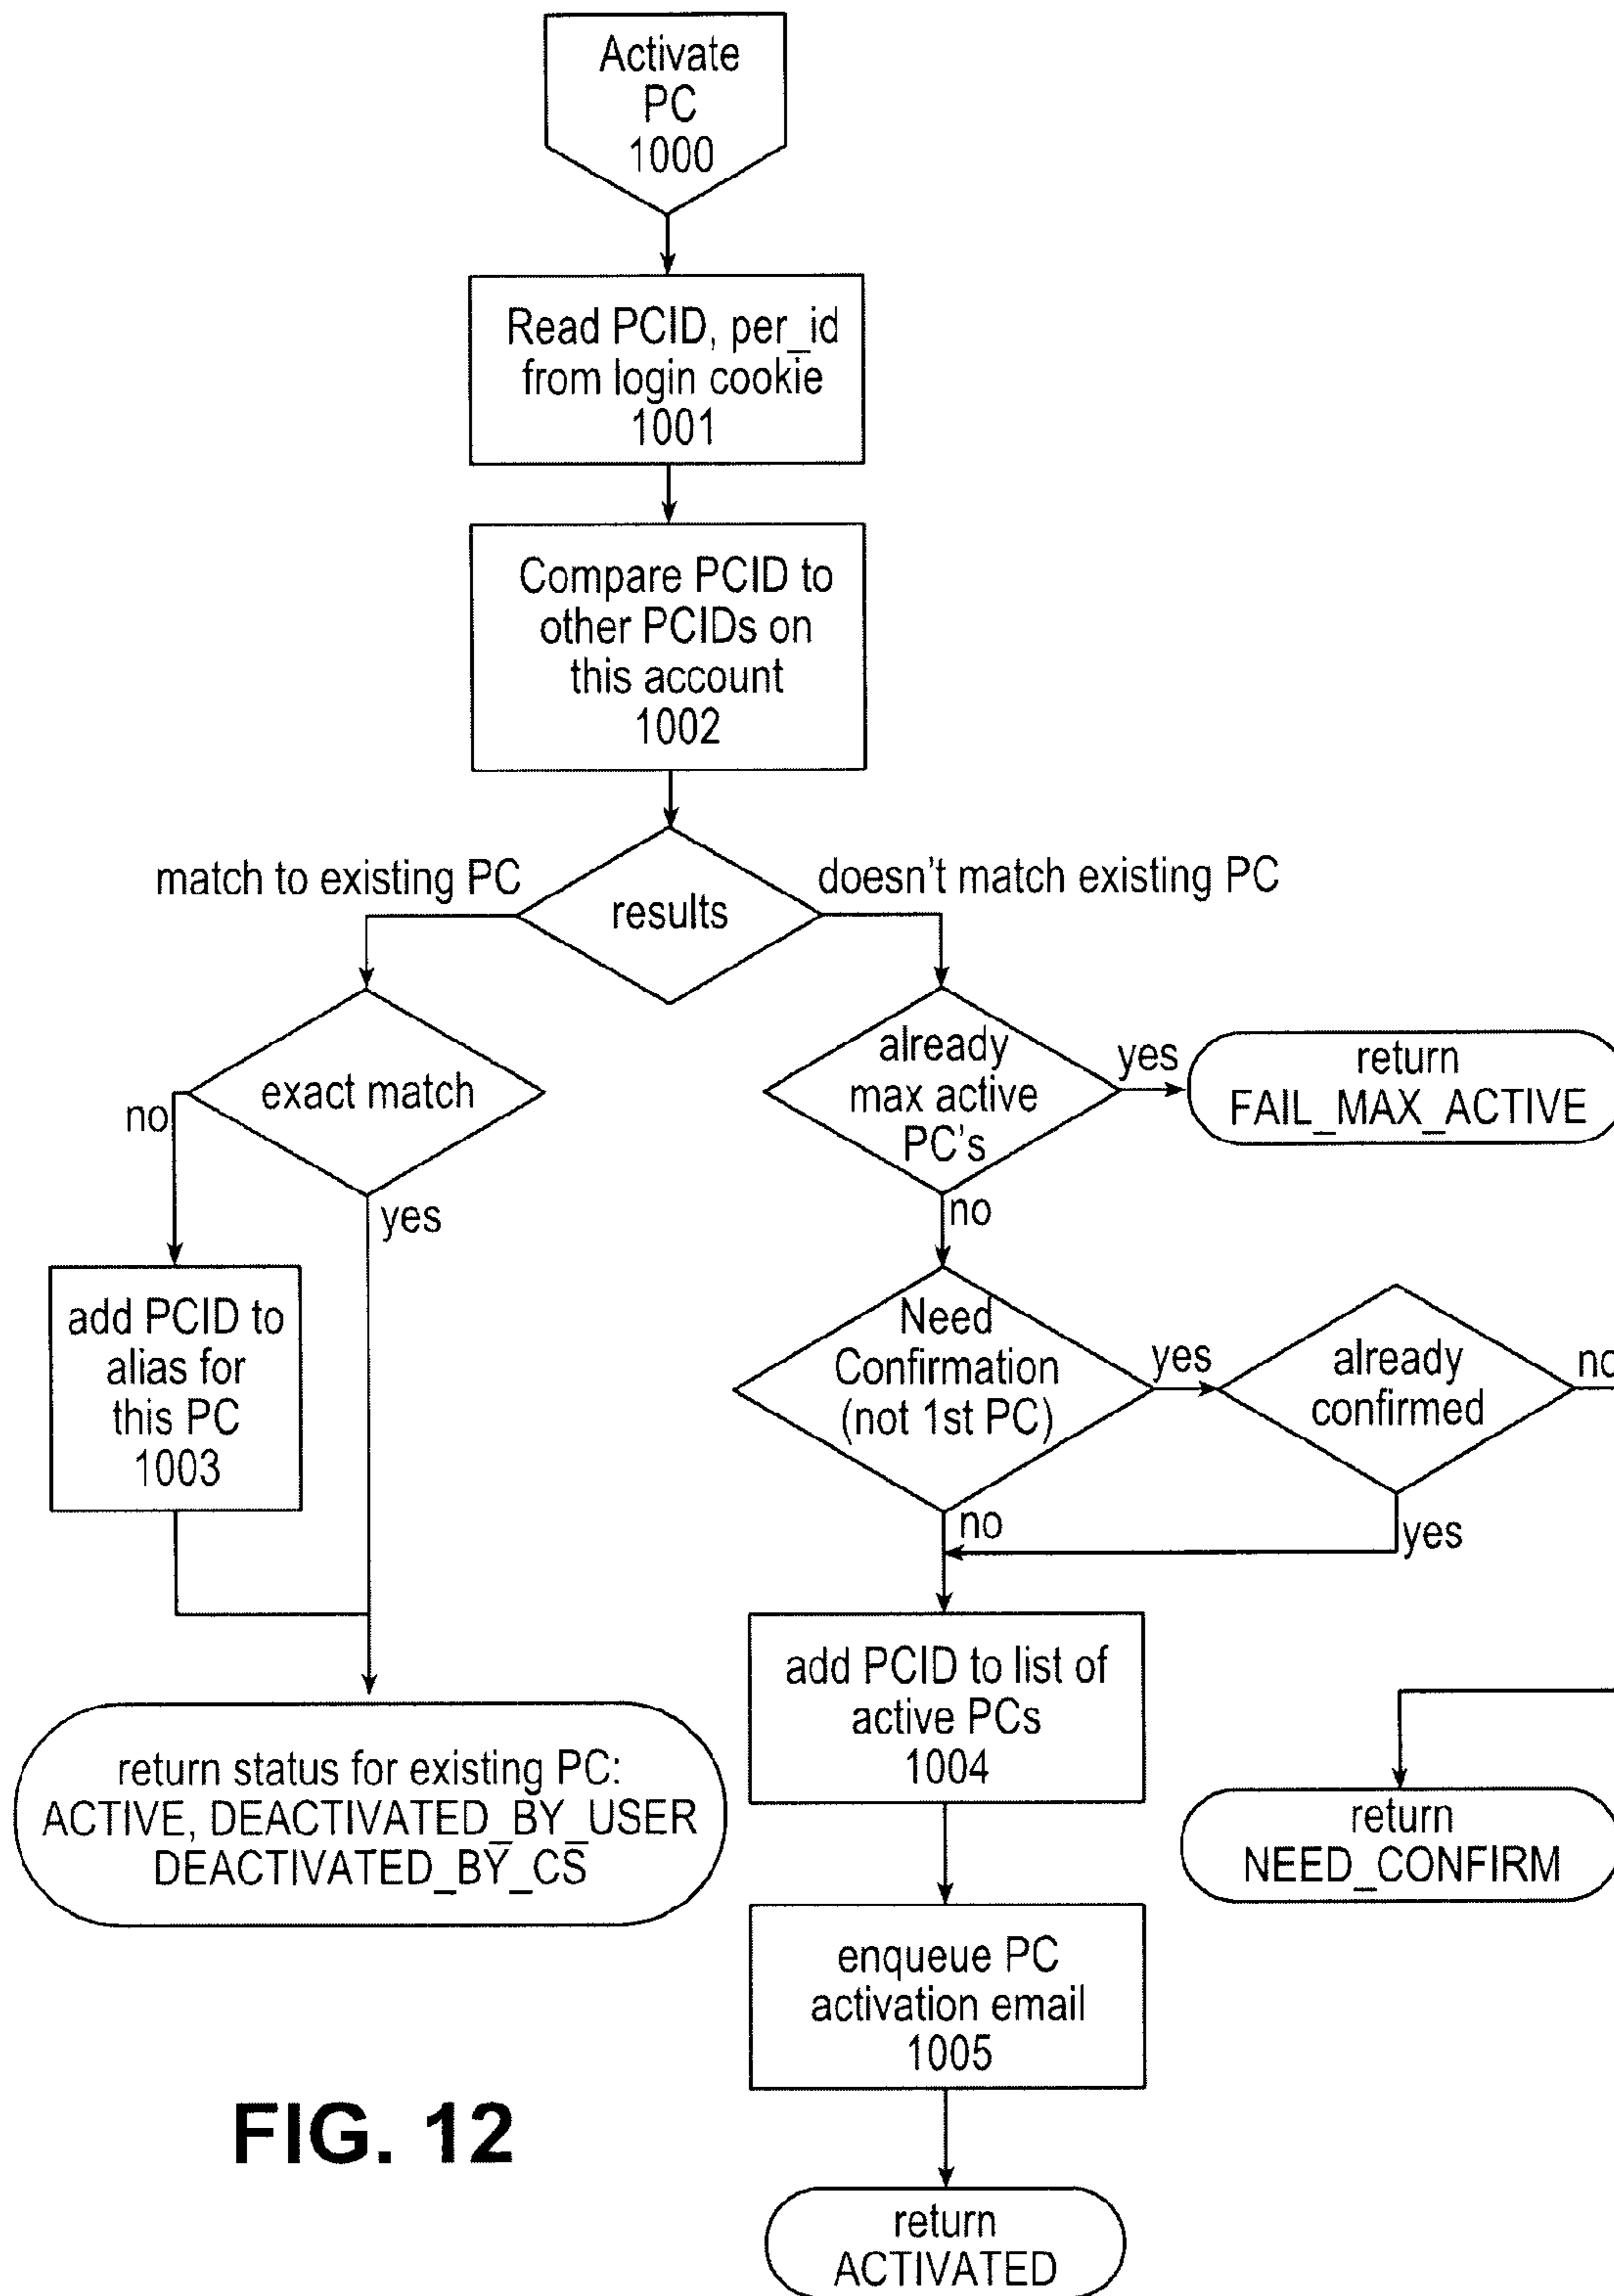 Activate
PC
1000
Read PCID, per_id
from login cookie
1001
Compare PCID to
other PCIDs on
this account
1002
match to existing PC
results
doesn't match existing PC
exact match
no
yes
already
max active
PC's
yes
return
FAIL_MAX_ACTIVE
no
add PCID to
alias for
this PC
1003
Need
Confirmation
(not 1st PC)
yes
already
confirmed
no
no
yes
return status for existing PC:
ACTIVE, DEACTIVATED_BY_USER
DEACTIVATED_BY_CS
add PCID to list of
active PCs
1004
return
NEED_CONFIRM
enqueue PC
activation email
1005
return
ACTIVATED
FIG. 12